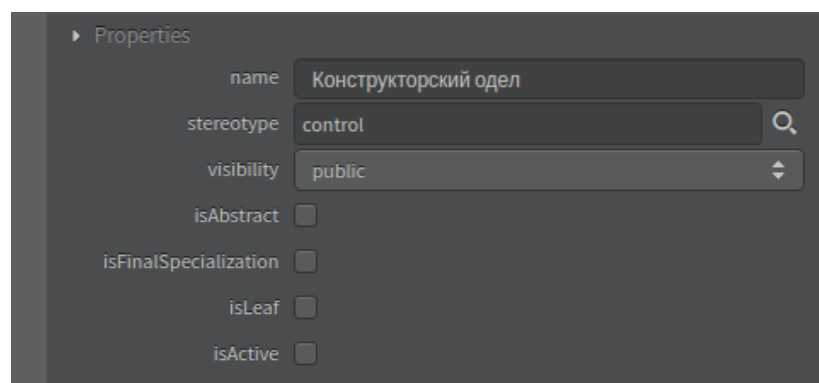 Properties
name Конструкторский одел
stereotype control
visibility public
isAbstract
isFinalSpecialization
isLeaf
isActive